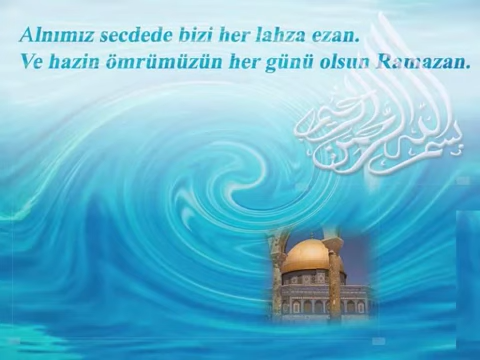 Alnımız secdede bizi her lahza ezan.
Ve hazin ömrümüzün her günü olsun Ramazan.
بسم الله الرحمن الرحيم